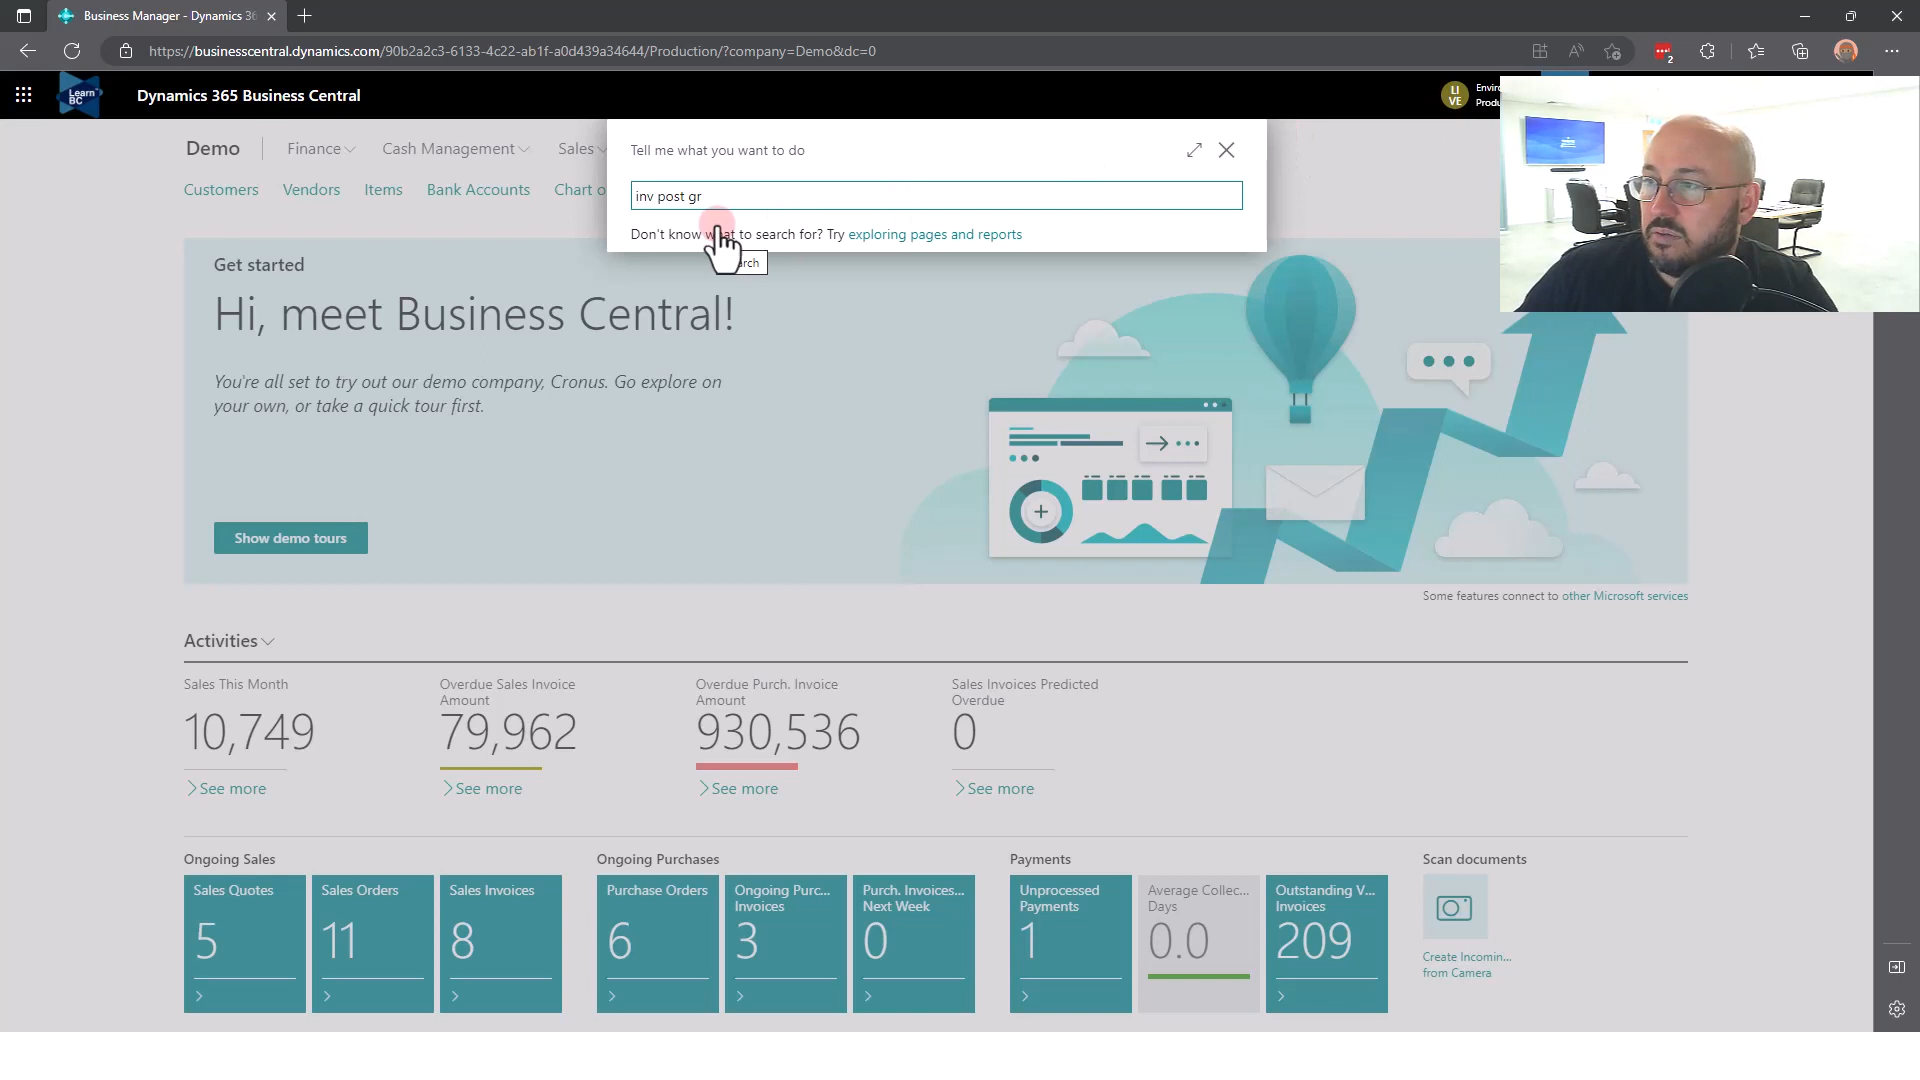 Business Manager - Dynamics 36
https://businesscentral.dynamics.com/90b2a2c3-6133-4c22-ab1f-a0d439a34644/Production/?company=Demo&dc=0
2
Learn
BC
Dynamics 365 Business Central
LI
VE
Demo
Finance
Cash Management
Sales
Customers
Vendors
Items
Bank Accounts
Chart o
Tell me what you want to do
inv post gr
Don't know what to search for? Try exploring pages and reports
Get started
Hi, meet Business Central!
You're all set to try out our demo company, Cronus. Go explore on
your own, or take a quick tour first.
Show demo tours
Some features connect to other Microsoft services
Activities
Sales This Month
10,749
See more
Overdue Sales Invoice
Amount
79,962
See more
Overdue Purch. Invoice
Amount
930,536
See more
Sales Invoices Predicted
Overdue
0
See more
Ongoing Sales
Sales Quotes
5
Sales Orders
11
Sales Invoices
8
Ongoing Purchases
Purchase Orders
6
Ongoing Purc...
Invoices
3
Purch. Invoices...
Next Week
0
Payments
Unprocessed
Payments
1
Average Collec...
Days
0.0
Outstanding V...
Invoices
209
Scan documents
Create Incomin...
from Camera